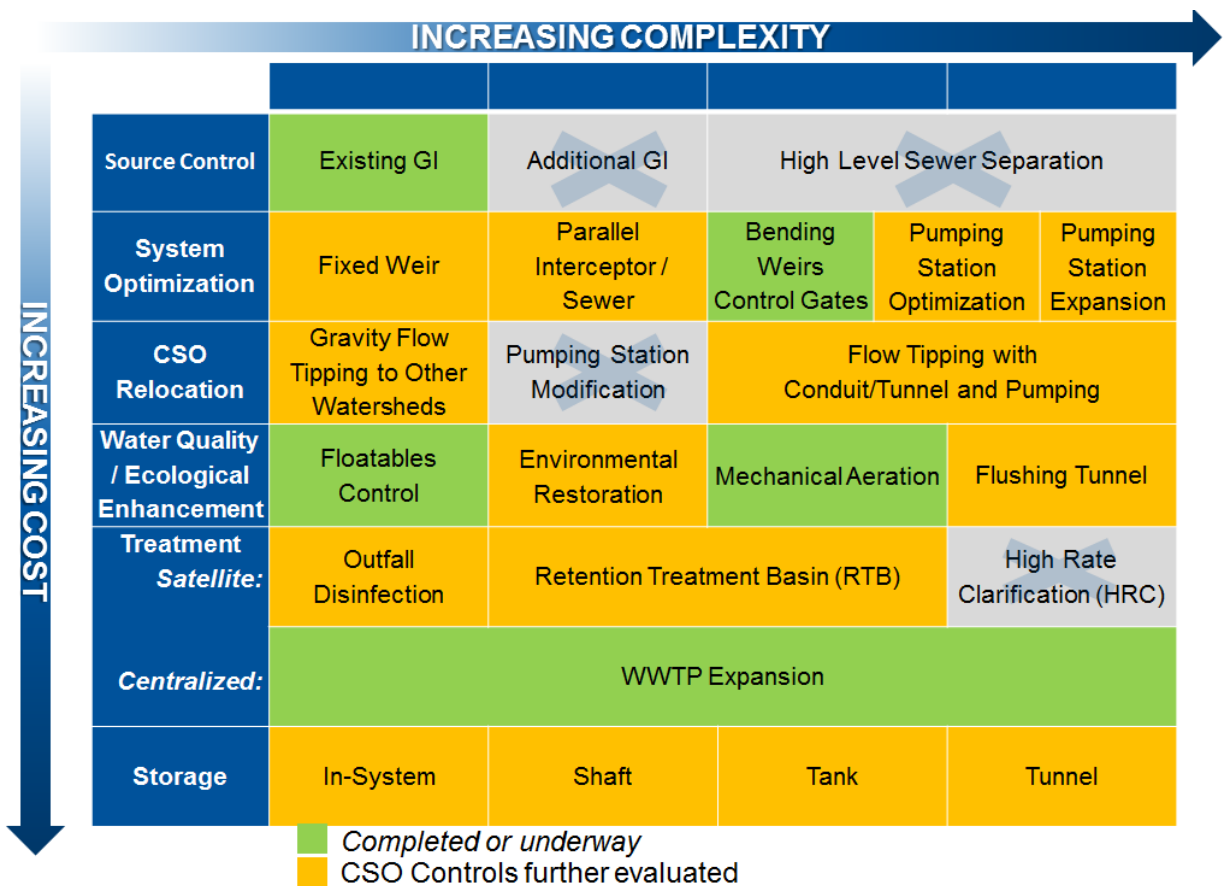 INCREASING COMPLEXITY
INCREASING COST
Source Control
Existing GI
Additional GI
High Level Sewer Separation
System
Optimization
Fixed Weir
Parallel
Interceptor /
Sewer
Bending
Weirs
Control Gates
Pumping
Station
Optimization
Pumping
Station
Expansion
CSO
Relocation
Gravity Flow
Tipping to Other
Watersheds
Pumping Station
Modification
Flow Tipping with
Conduit/Tunnel and Pumping
Water Quality
/ Ecological
Enhancement
Floatables
Control
Environmental
Restoration
Mechanical Aeration
Flushing Tunnel
Treatment
Satellite:
Outfall
Disinfection
Retention Treatment Basin (RTB)
High Rate
Clarification (HRC)
Centralized:
WWTP Expansion
Storage
In-System
Shaft
Tank
Tunnel
Completed or underway
CSO Controls further evaluated